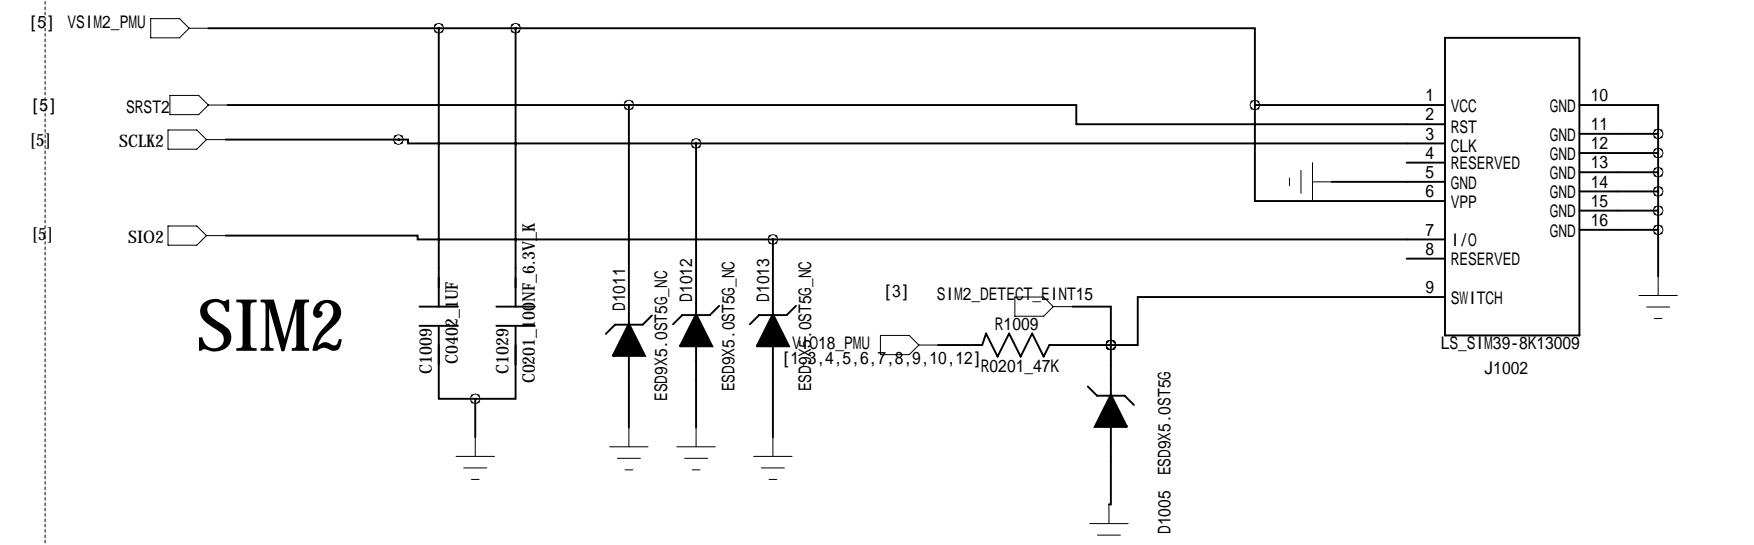 [5] VSIM2_PMU
[5] SRST2
[5] SCLK2
[5] SIO2
SIM2
C1009
C0402_1UF
C1029
C0201_100NF_6.3V_K
D1011
ESD9X5.0ST5G_NC
D1012
ESD9X5.0ST5G_NC
D1013
ESD9X5.0ST5G_NC
[3] SIM2_DETECT_EINT15
R1009
VIO18_PMU
[1,3,4,5,6,7,8,9,10,12]
R0201_47K
D1005 ESD9X5.0ST5G
1 VCC
2 RST
3 CLK
4 RESERVED
5 GND
6 VPP
7 I/O
8 RESERVED
9 SWITCH
GND 10
GND 11
GND 12
GND 13
GND 14
GND 15
GND 16
LS_SIM39-8K13009
J1002